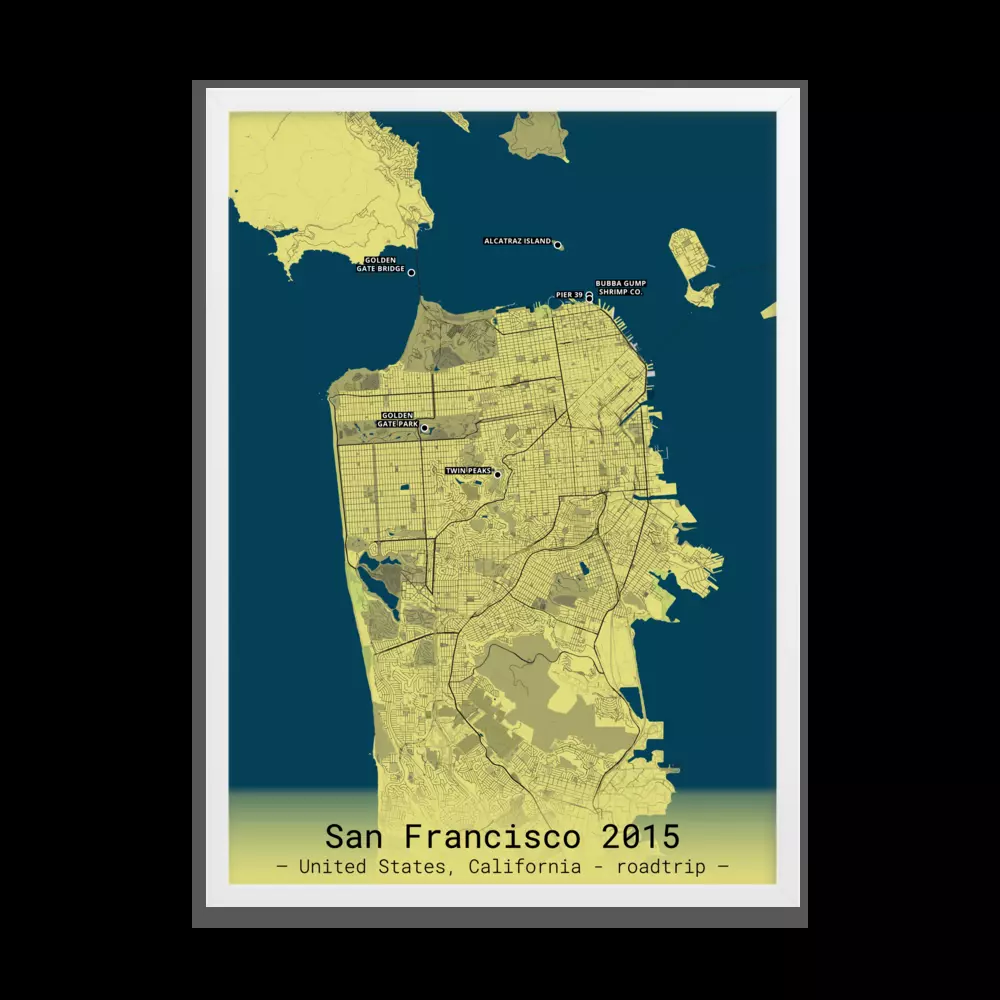 ALCATRAZ ISLAND
GOLDEN
GATE BRIDGE
BUBBA GUMP
SHRIMP CO.
PIER 39
GOLDEN
GATE PARK
TWIN PEAKS
San Francisco 2015
— United States, California - roadtrip —